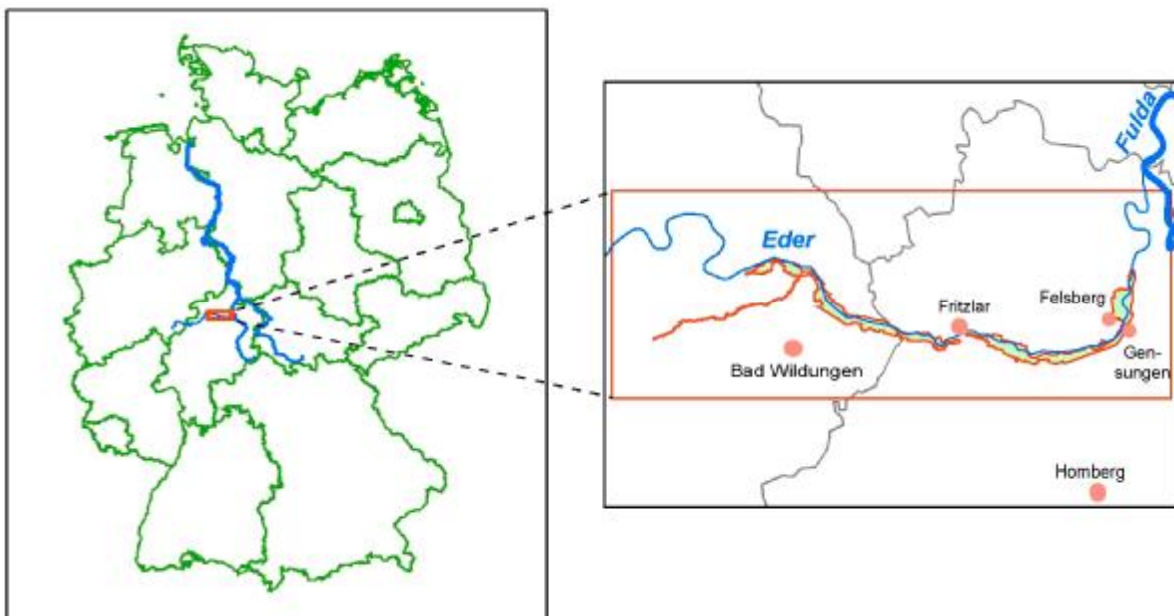 Fulda
Eder
Fritzlar
Felsberg
Bad Wildungen
Gen-
sungen
Homberg